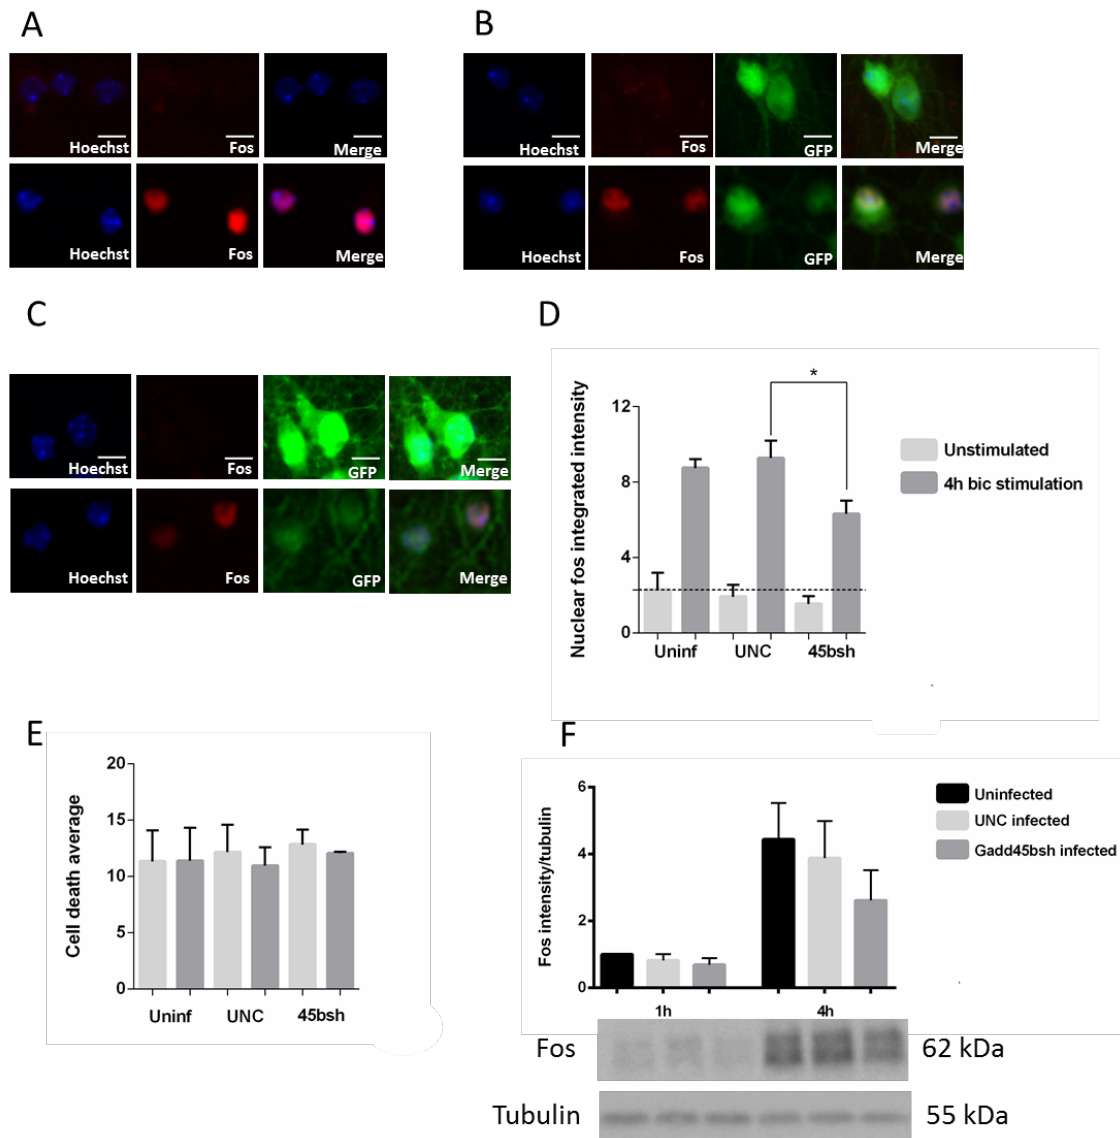 A
Hoechst Fos Merge
Hoechst Fos Merge
B
Hoechst Fos GFP Merge
Hoechst Fos GFP Merge
C
Hoechst Fos GFP Merge
Hoechst Fos GFP Merge
D
Nuclear fos integrated intensity
12
8
4
0
*
Uninf UNC 45bsh
Unstimulated
4h bic stimulation
E
Cell death average
20
15
10
5
0
Uninf UNC 45bsh
F
Fos intensity/tubulin
6
4
2
0
1h 4h
Uninfected
UNC infected
Gadd45bsh infected
Fos 62 kDa
Tubulin 55 kDa